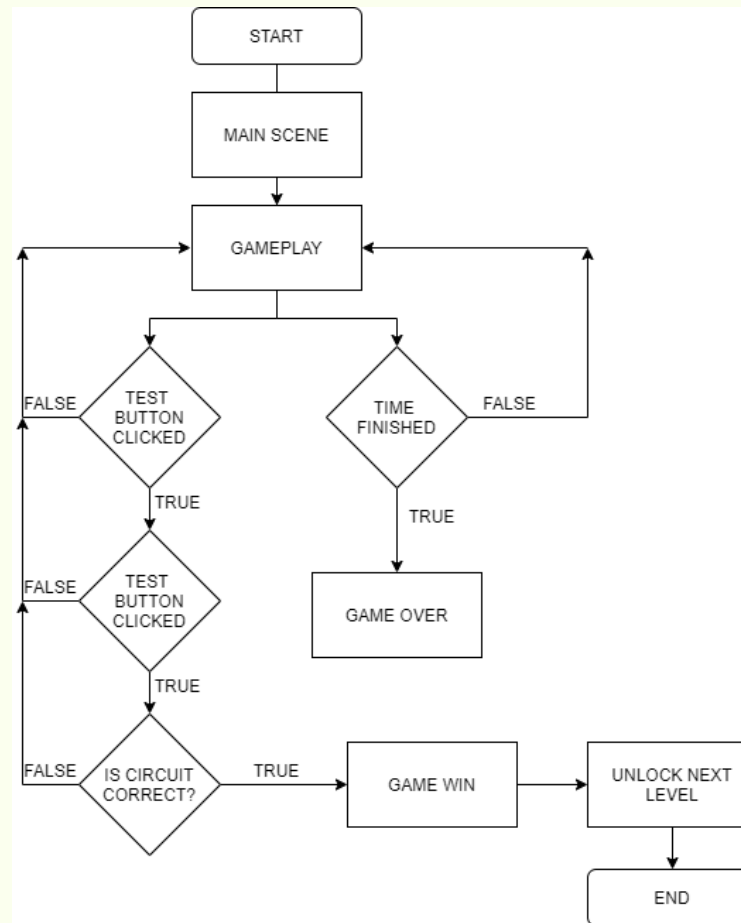 START
MAIN SCENE
GAMEPLAY
FALSE
TEST
BUTTON
CLICKED
TIME
FINISHED
FALSE
TRUE
TRUE
FALSE
TEST
BUTTON
CLICKED
GAME OVER
TRUE
FALSE
IS CIRCUIT
CORRECT?
TRUE
GAME WIN
UNLOCK NEXT
LEVEL
END